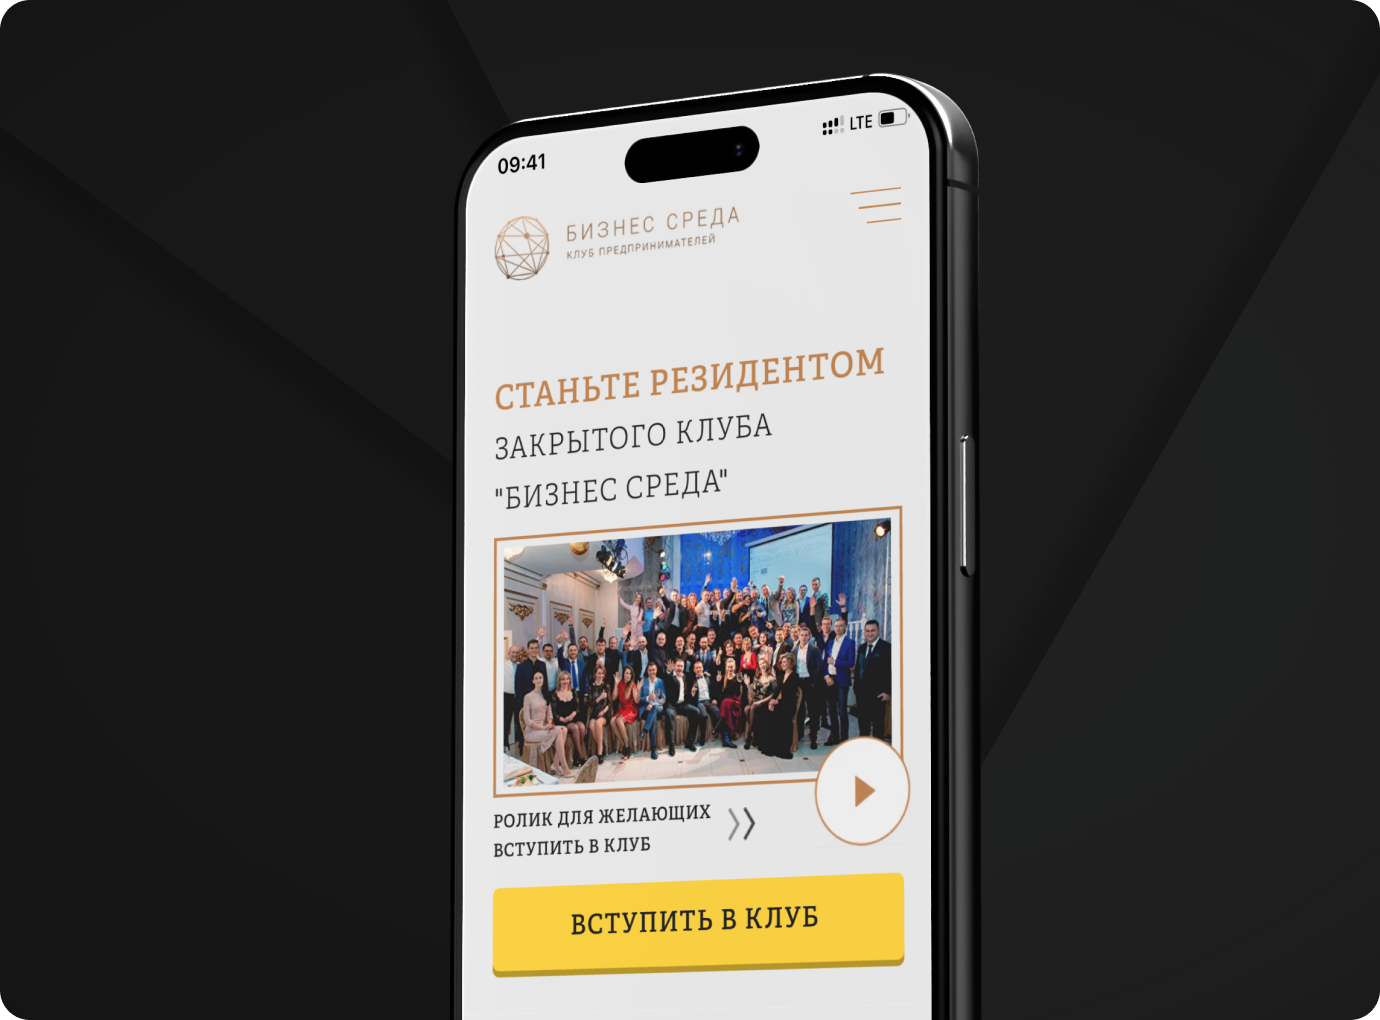 09:41
LTE
БИЗНЕС СРЕДА
КЛУБ ПРЕДПРИНИМАТЕЛЕЙ
СТАНЬТЕ РЕЗИДЕНТОМ
ЗАКРЫТОГО КЛУБА
"БИЗНЕС СРЕДА"
РОЛИК ДЛЯ ЖЕЛАЮЩИХ
ВСТУПИТЬ В КЛУБ
ВСТУПИТЬ В КЛУБ